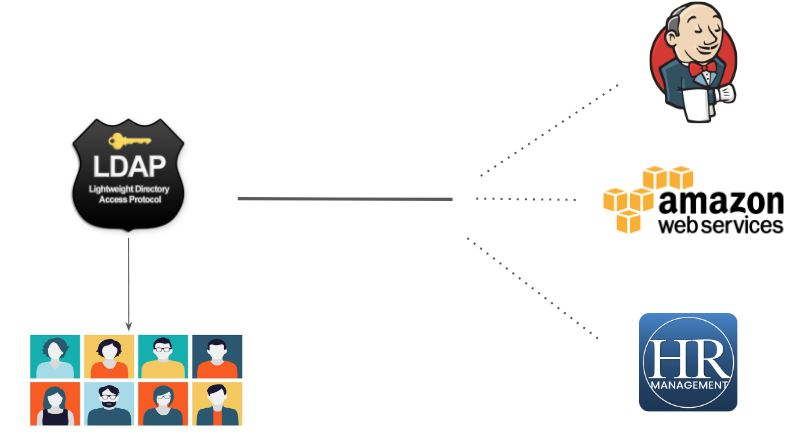 LDAP
Lightweight Directory
Access Protocol
amazon
web services
HR
MANAGEMENT